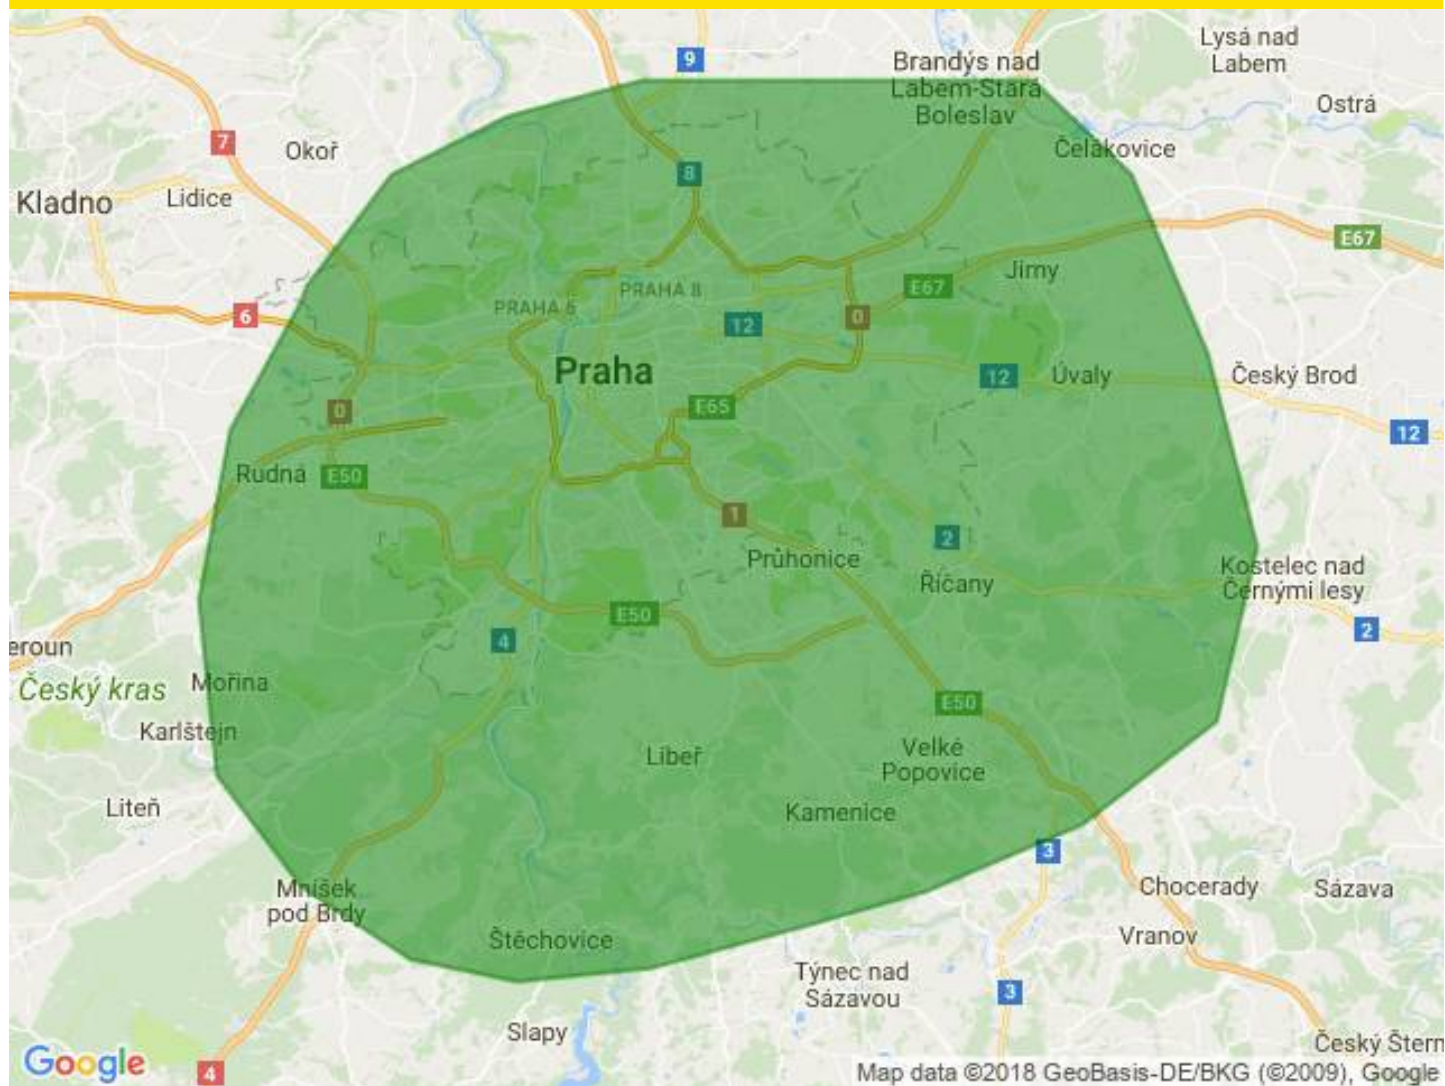 Lysá nad
Labem
9
Brandýs nad
Labem-Stará
Boleslav
Ostrá
7
Okoř
Čelákovice
8
Kladno
Lidice
E67
Jirny
E67
PRAHA 8
PRAHA 6
6
12
0
Praha
12
Úvaly
Český Brod
0
E65
12
Rudná
E50
1
2
Průhonice
Říčany
Kostelec nad
Černými lesy
E50
2
4
eroun
Český kras
Mořina
Karlštejn
E50
Libeř
Velké
Popovice
Liteň
Kamenice
3
Mníšek
pod Brdy
Chocerady
Sázava
Štěchovice
Vranov
Týnec nad
Sázavou
3
Slapy
Český Štern
Google
4
Map data ©2018 GeoBasis-DE/BKG (©2009), Google